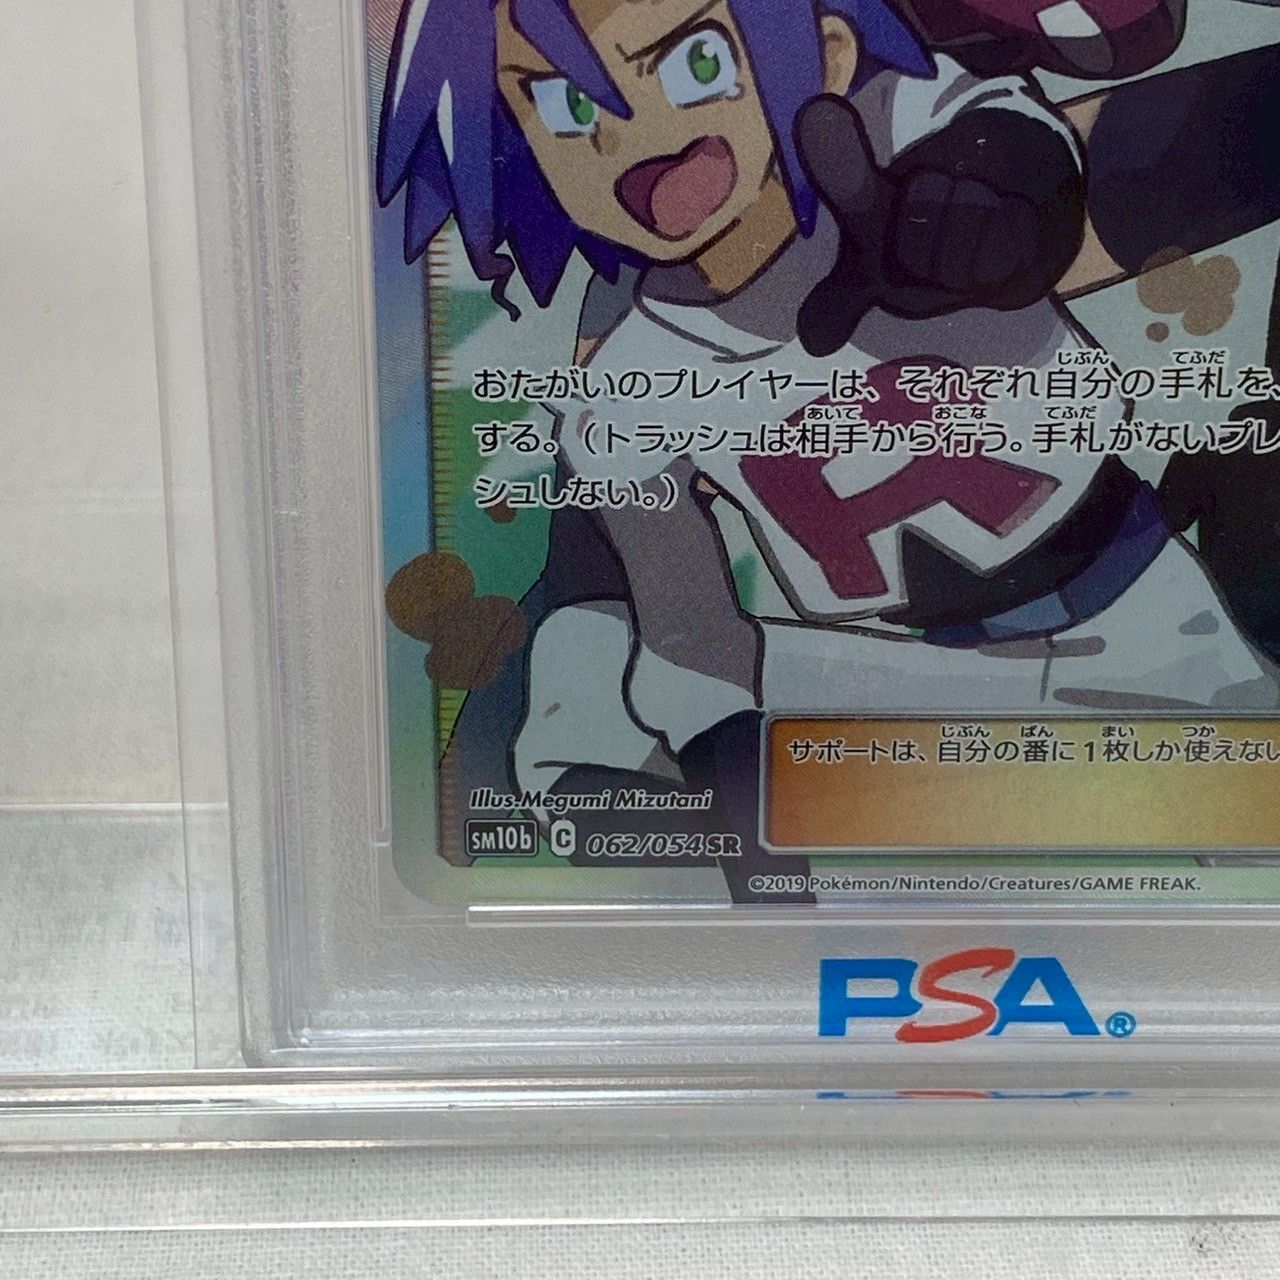 おたがいのプレイヤーは、それぞれ自分の手札を、
する。（トラッシュは相手から行う。手札がないプレ
シュしない。）
サポートは、自分の番に1枚しか使えない
Illus.Megumi Mizutani
SM10b C 062/054 SR
©2019 Pokémon/Nintendo/Creatures/GAME FREAK.
PSA®